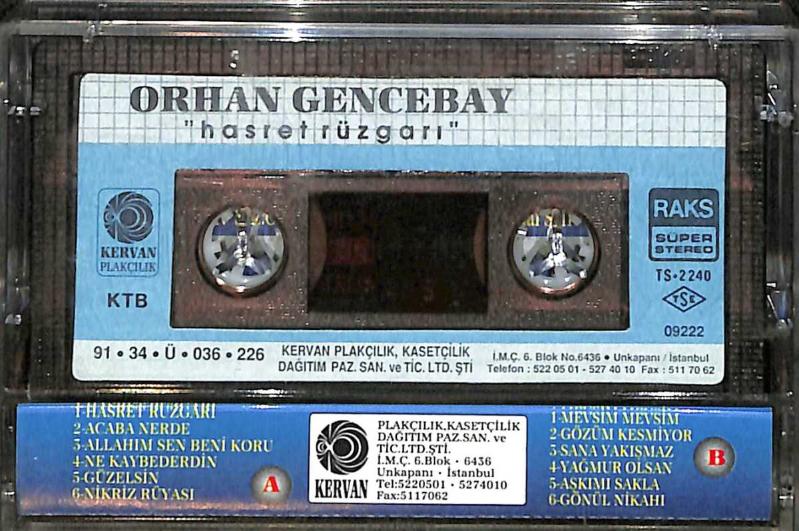 ORHAN GENCEBAY
"hasret rüzgarı"
KERVAN
PLAKÇILIK
KTB
RAKS
SÜPER
STEREO
TS•2240
TSE
09222
91 • 34 • Ü • 036 • 226
KERVAN PLAKÇILIK, KASETÇİLİK
DAĞITIM PAZ. SAN. ve TİC. LTD. ŞTİ
İ.M.Ç. 6. Blok No.6436 • Unkapanı / İstanbul
Telefon : 522 05 01 - 527 40 10 Fax : 511 70 62
1-HASRET RÜZGARI
2-ACABA NERDE
3-ALLAHIM SEN BENİ KORU
4-NE KAYBEDERDİN
5-GÜZELSİN
6-NİKRİZ RÜYASI
A
KERVAN
PLAKÇILIK,KASETÇİLİK
DAĞITIM PAZ.SAN. ve
TİC.LTD.ŞTİ.
İ.M.Ç. 6.Blok • 6436
Unkapanı • İstanbul
Tel:5220501 • 5274010
Fax:5117062
1-MEVSİM MEVSİM
2-GÖZÜM KESMİYOR
3-SANA YAKIŞMAZ
4-YAĞMUR OLSAN
5-AŞKIMI SAKLA
6-GÖNÜL NİKAHI
B